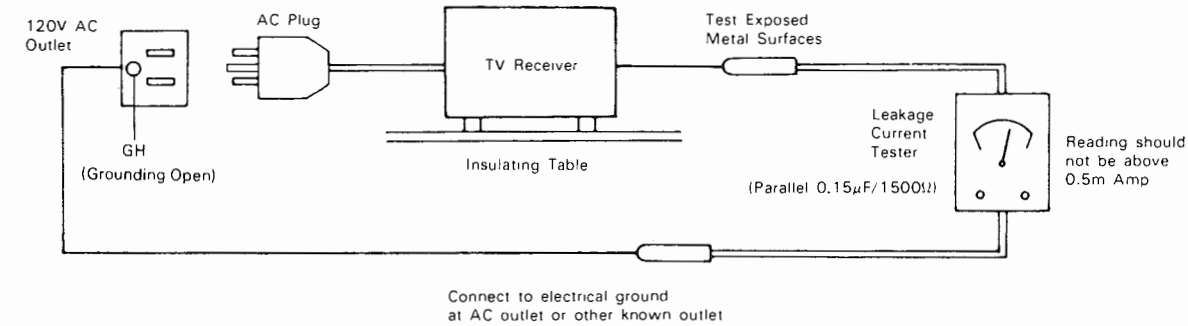 120V AC
Outlet
AC Plug
TV Receiver
Test Exposed
Metal Surfaces
GH
(Grounding Open)
Insulating Table
Leakage
Current
Tester
(Parallel 0.15μF/1500Ω)
Reading should
not be above
0.5m Amp
Connect to electrical ground
at AC outlet or other known outlet